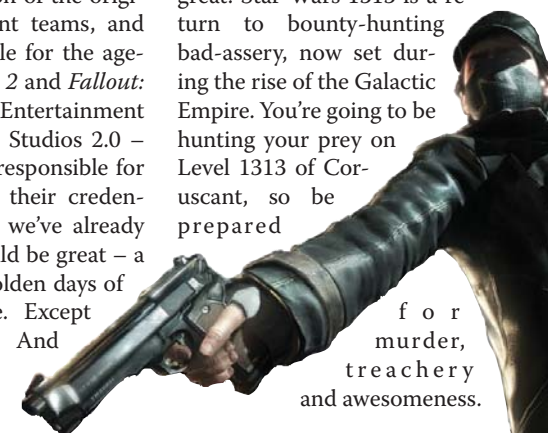 on of the origi-
nt teams, and
le for the age-
2 and Fallout:
Entertainment
Studios 2.0 –
responsible for
their creden-
we've already
ld be great – a
olden days of
e. Except
And
great! Star Wars 1313 is a re-
turn to bounty-hunting
bad-assery, now set dur-
ing the rise of the Galactic
Empire. You're going to be
hunting your prey on
Level 1313 of Cor-
uscant, so be
prepared
for
murder,
treachery
and awesomeness.